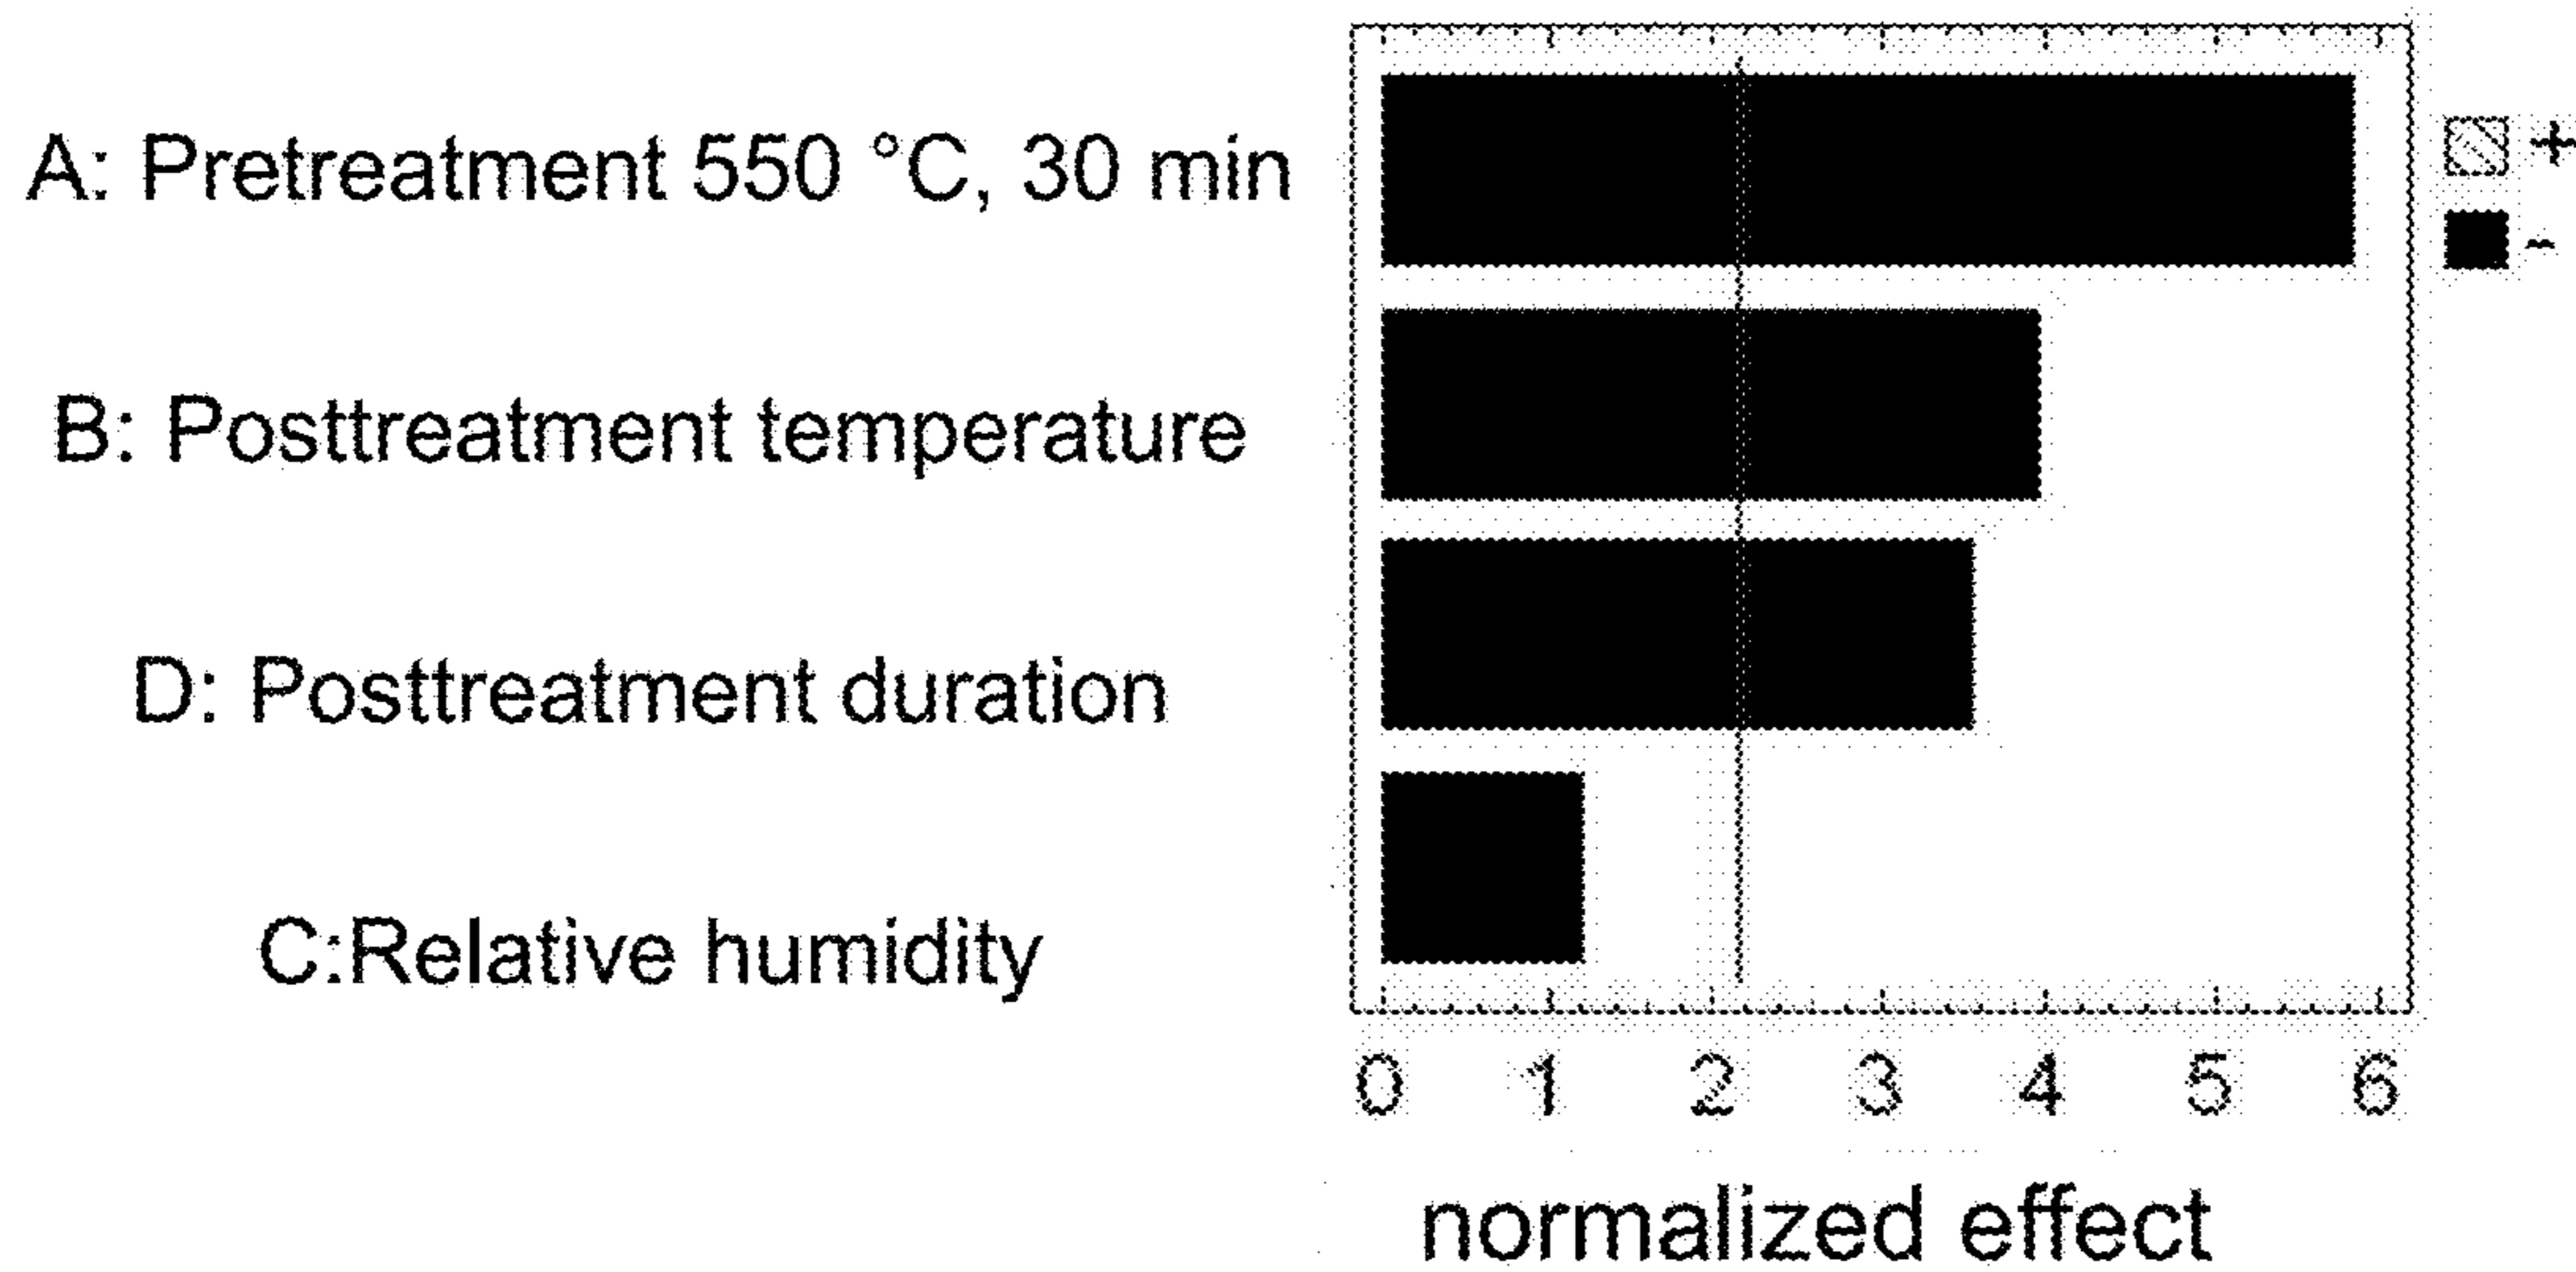 A: Pretreatment 550 °C, 30 min
+
-
B: Posttreatment temperature
D: Posttreatment duration
C:Relative humidity
0 1 2 3 4 5 6
normalized effect